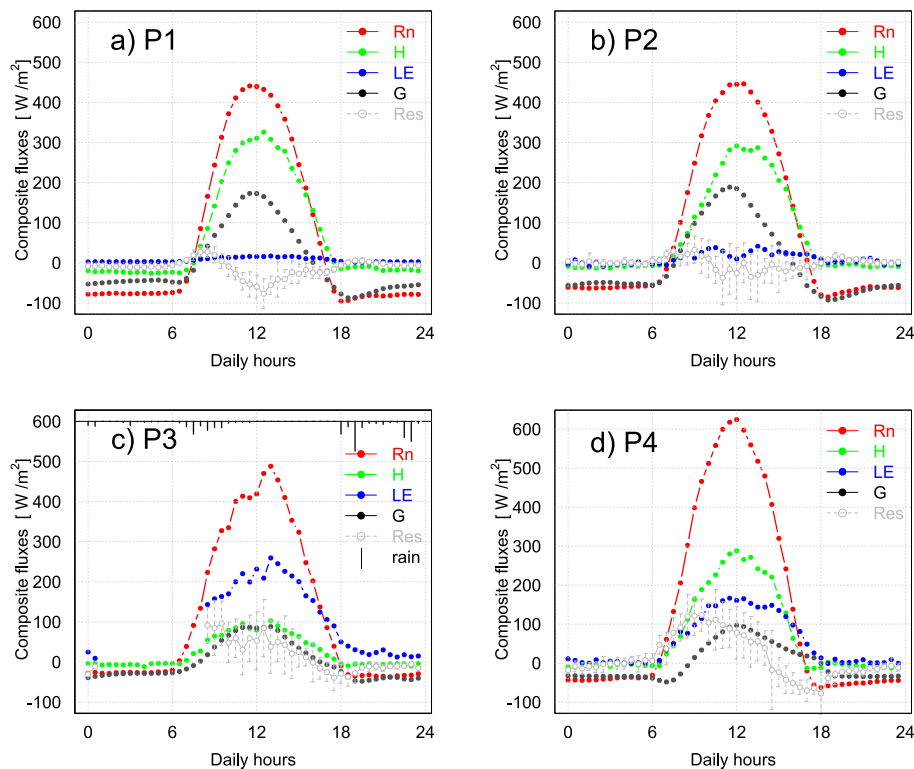 a) P1
Composite fluxes [ W /m²]
600
500
400
300
200
100
0
-100
Rn
H
LE
G
Res
0 6 12 18 24
Daily hours
b) P2
Composite fluxes [ W /m²]
600
500
400
300
200
100
0
-100
Rn
H
LE
G
Res
0 6 12 18 24
Daily hours
c) P3
Composite fluxes [ W /m²]
600
500
400
300
200
100
0
-100
Rn
H
LE
G
Res
rain
0 6 12 18 24
Daily hours
d) P4
Composite fluxes [ W /m²]
600
500
400
300
200
100
0
-100
Rn
H
LE
G
Res
0 6 12 18 24
Daily hours